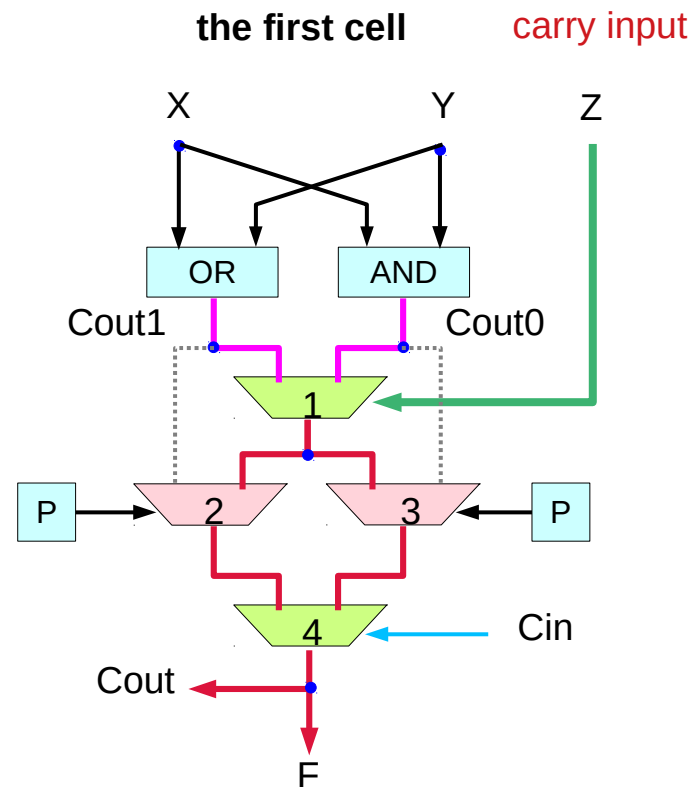 the first cell
carry input
X
Y
Z
OR
AND
Cout1
Cout0
1
P
2
3
P
4
Cin
Cout
F